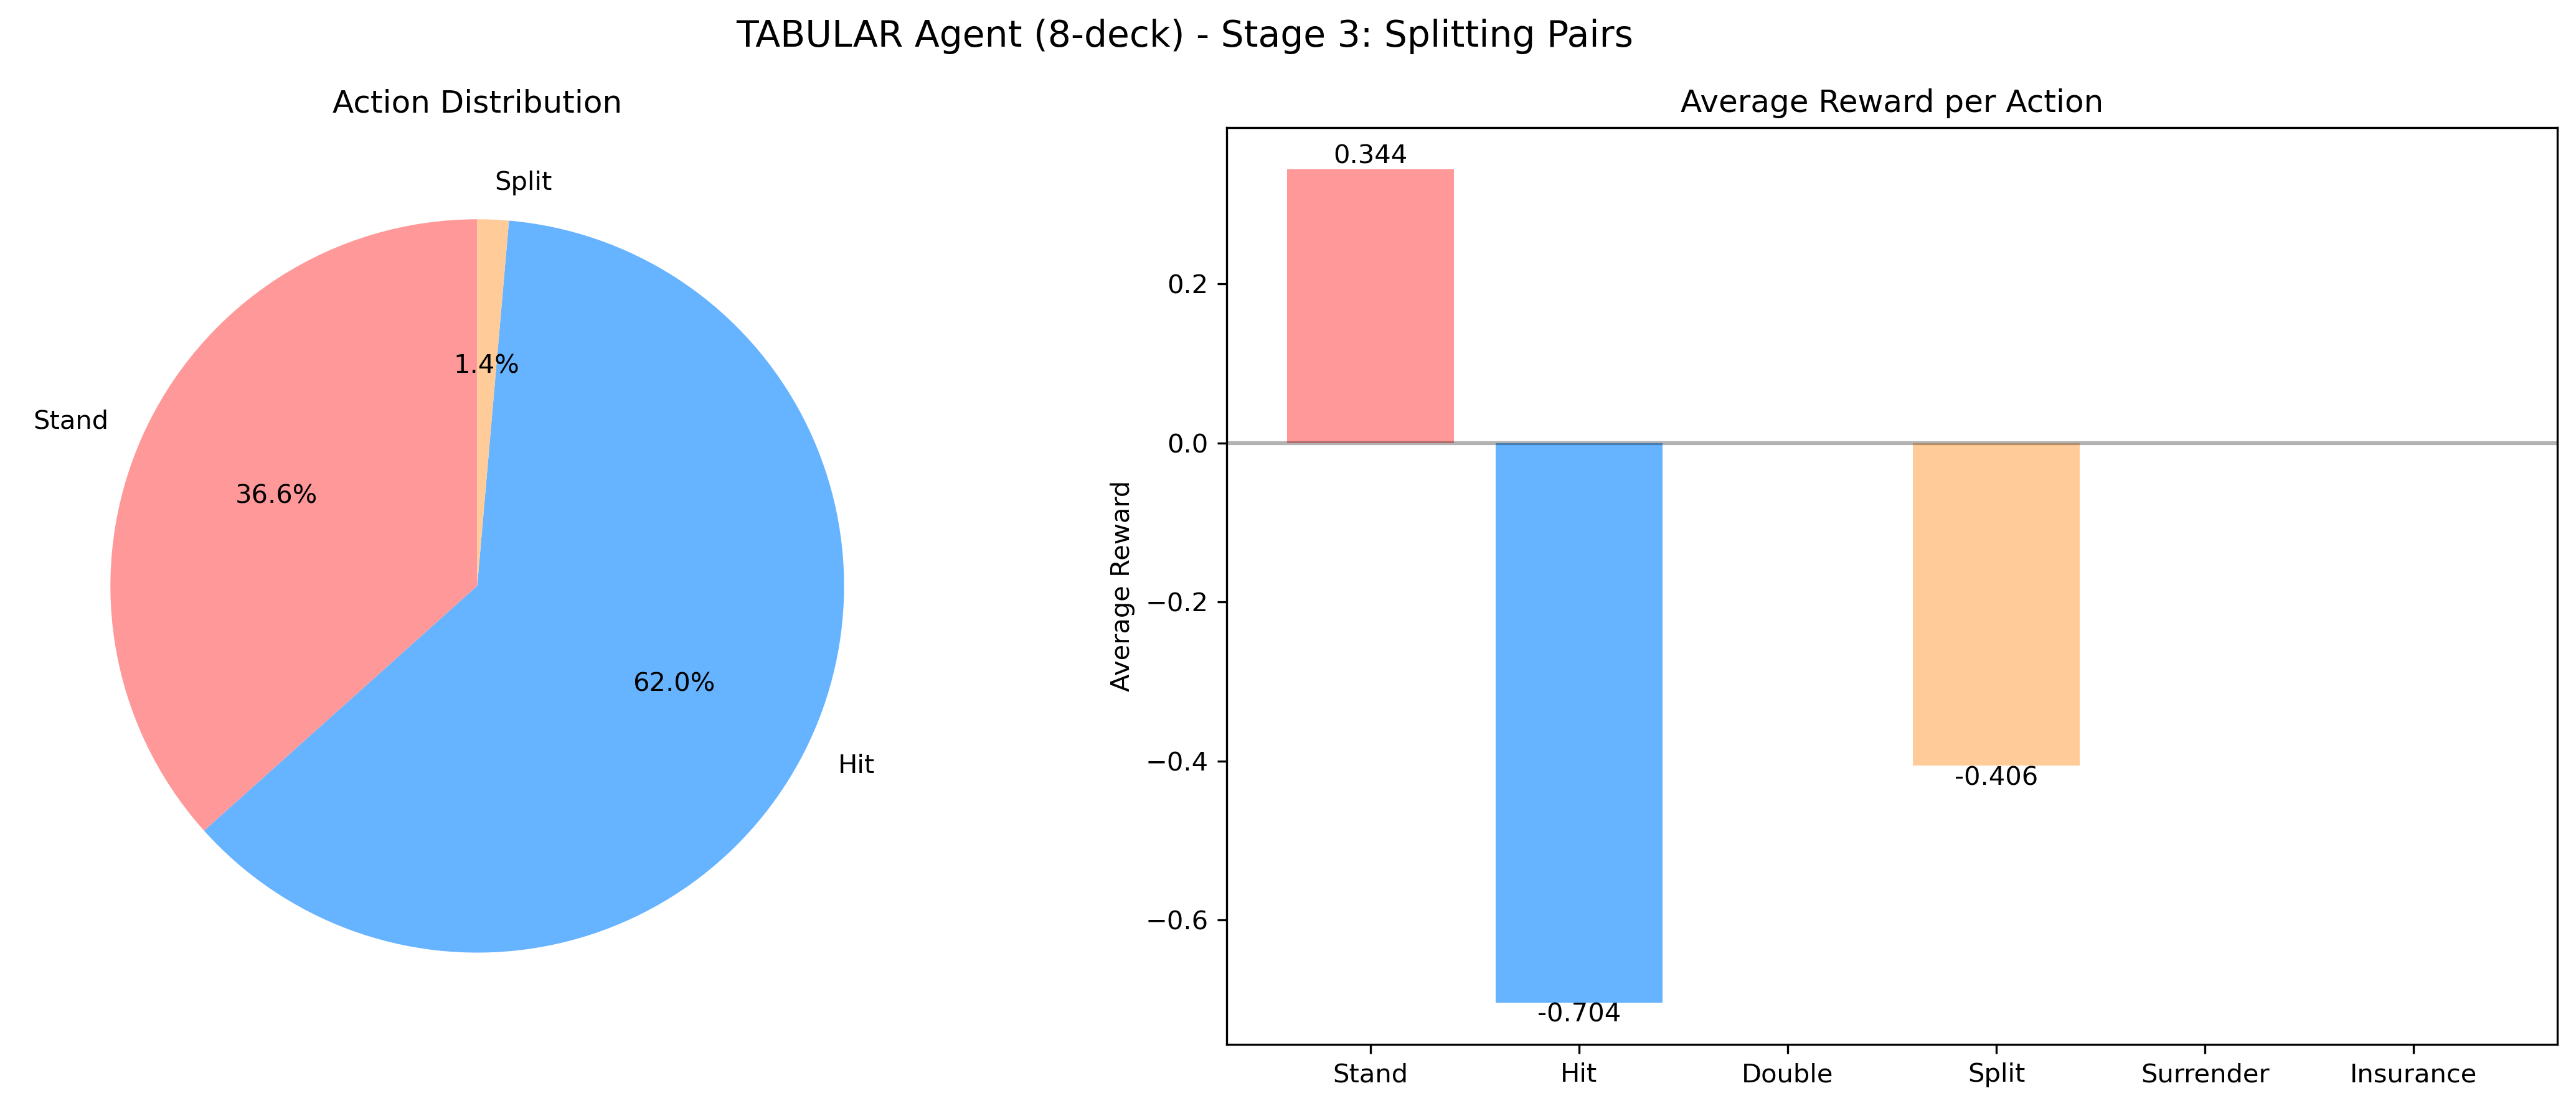 TABULAR Agent (8-deck) - Stage 3: Splitting Pairs
Action Distribution
Split
1.4%
Stand
36.6%
62.0%
Hit
Average Reward per Action
0.344
0.2
0.0
−0.2
−0.4
−0.6
Average Reward
-0.406
-0.704
Stand
Hit
Double
Split
Surrender
Insurance